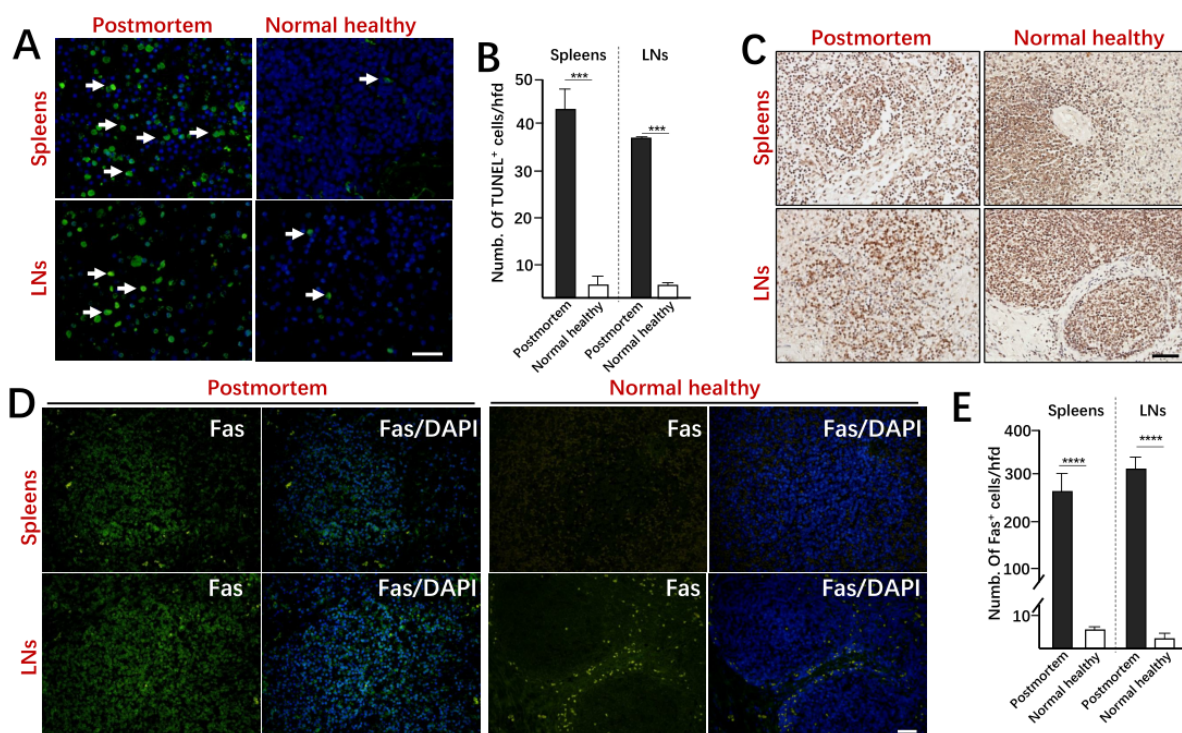 A
Postmortem
Normal healthy
Spleens
LNs
B
Spleens
LNs
***
***
Numb. Of TUNEL⁺ cells/hfd
50
40
30
20
10
Postmortem
Normal healthy
Postmortem
Normal healthy
C
Postmortem
Normal healthy
Spleens
LNs
D
Postmortem
Normal healthy
Spleens
Fas
Fas/DAPI
Fas
Fas/DAPI
LNs
Fas
Fas/DAPI
Fas
Fas/DAPI
E
Spleens
LNs
****
****
Numb. Of Fas⁺ cells/hfd
400
300
200
100
10
Postmortem
Normal healthy
Postmortem
Normal healthy